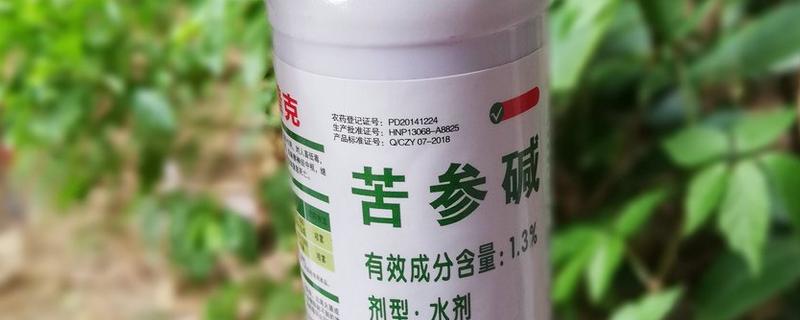 克
农药登记证号：PD20141224
生产批准证号：HNP13068-A8825
产品标准证号：Q/CZY 07-2018
苦参碱
有效成分含量：1.3%
剂型：水剂